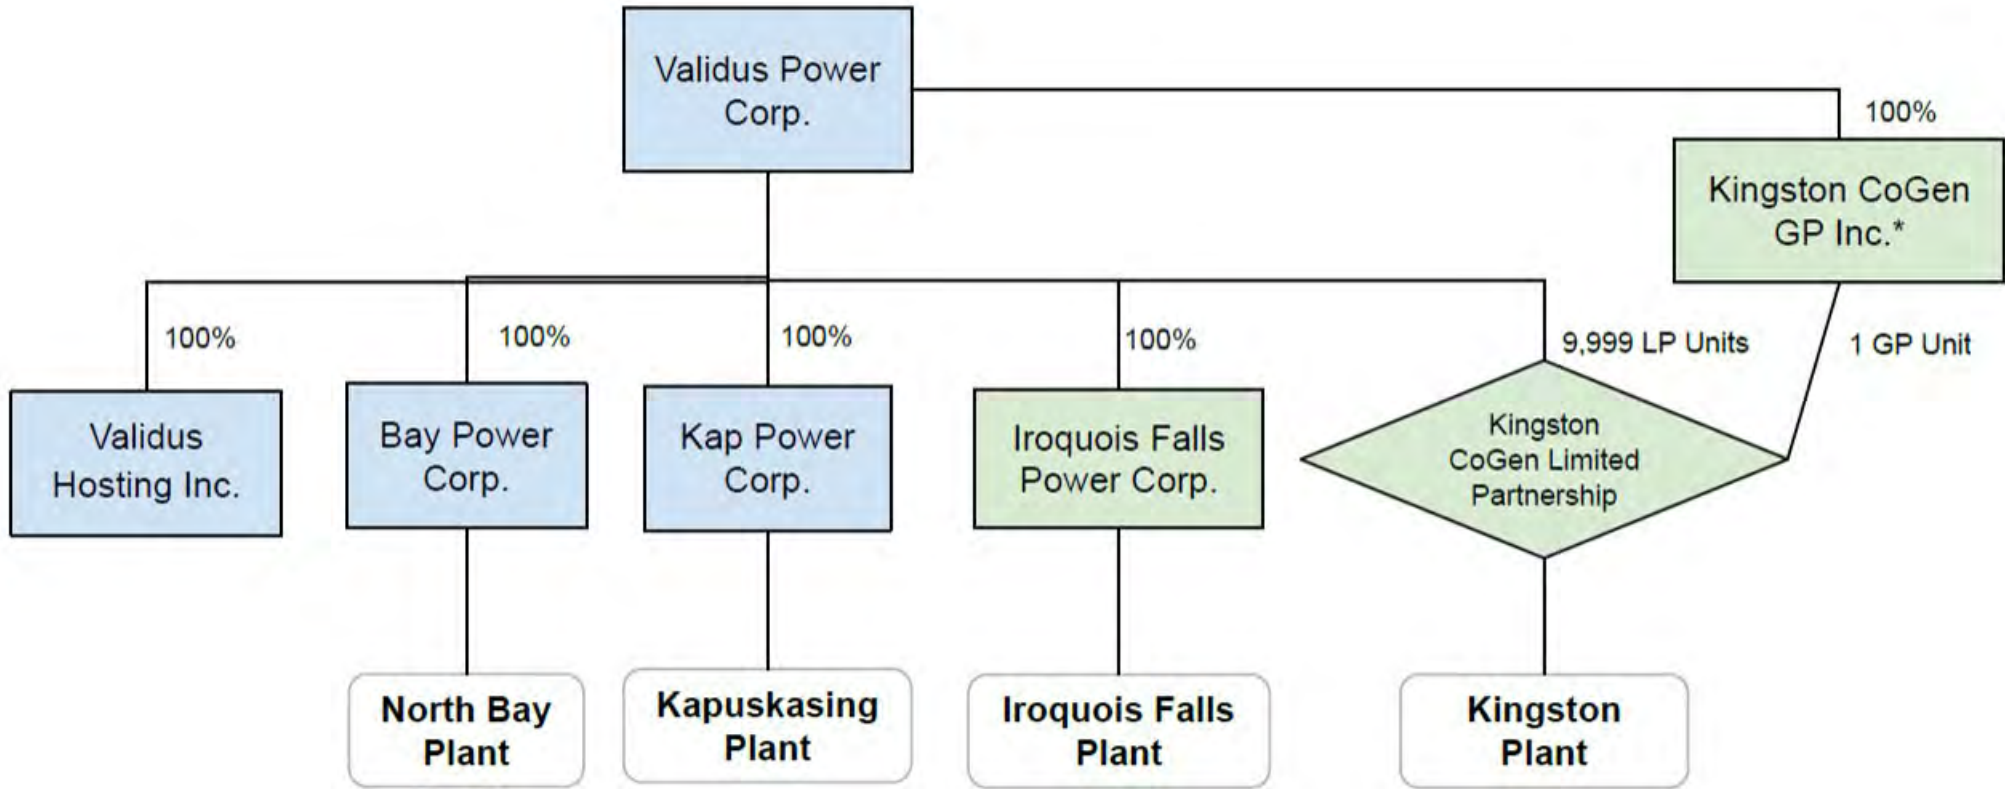 Validus Power
Corp.
100%
Kingston CoGen
GP Inc.*
100%
100%
100%
100%
9,999 LP Units
1 GP Unit
Validus
Hosting Inc.
Bay Power
Corp.
Kap Power
Corp.
Iroquois Falls
Power Corp.
Kingston
CoGen Limited
Partnership
North Bay
Plant
Kapuskasing
Plant
Iroquois Falls
Plant
Kingston
Plant